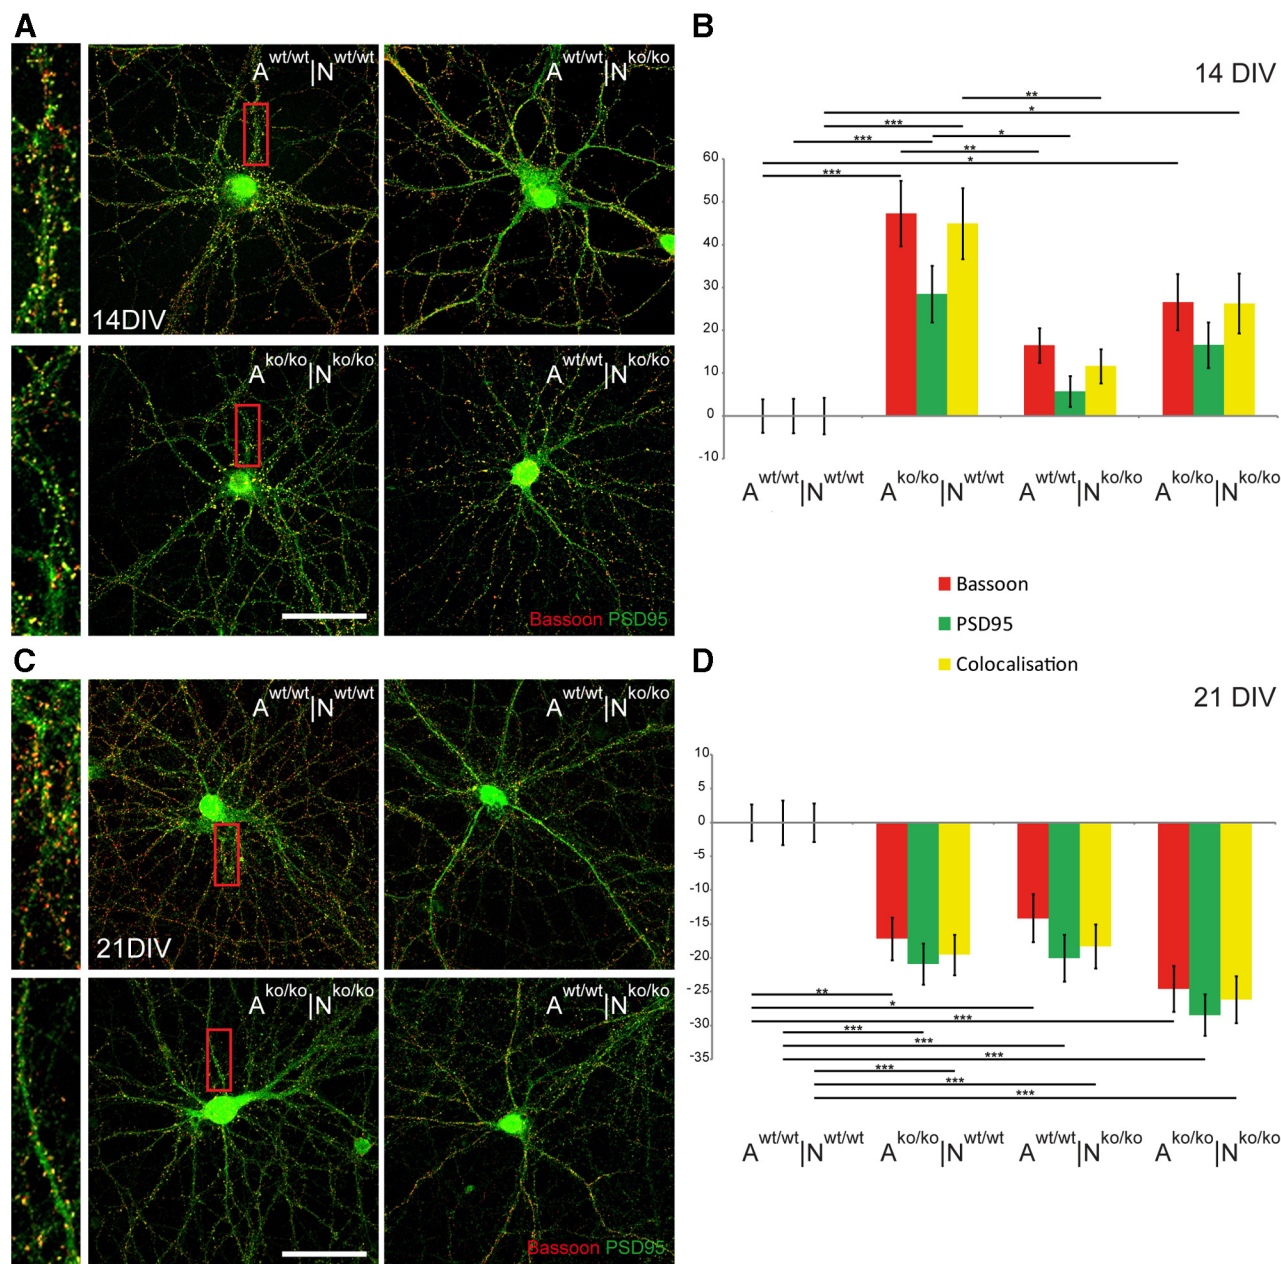 A
A wt/wt |N wt/wt
A wt/wt |N ko/ko
14DIV
A ko/ko |N ko/ko
A wt/wt |N ko/ko
Bassoon PSD95
B
14 DIV
**
*
***
*
***
**
*
***
60
50
40
30
20
10
0
-10
A wt/wt |N wt/wt
A ko/ko |N wt/wt
A wt/wt |N ko/ko
A ko/ko |N ko/ko
Bassoon
PSD95
Colocalisation
C
A wt/wt |N wt/wt
A wt/wt |N ko/ko
21DIV
A ko/ko |N ko/ko
A wt/wt |N ko/ko
Bassoon PSD95
D
21 DIV
10
5
0
-5
-10
-15
-20
-25
-30
-35
**
*
***
***
***
***
***
***
***
A wt/wt |N wt/wt
A ko/ko |N wt/wt
A wt/wt |N ko/ko
A ko/ko |N ko/ko